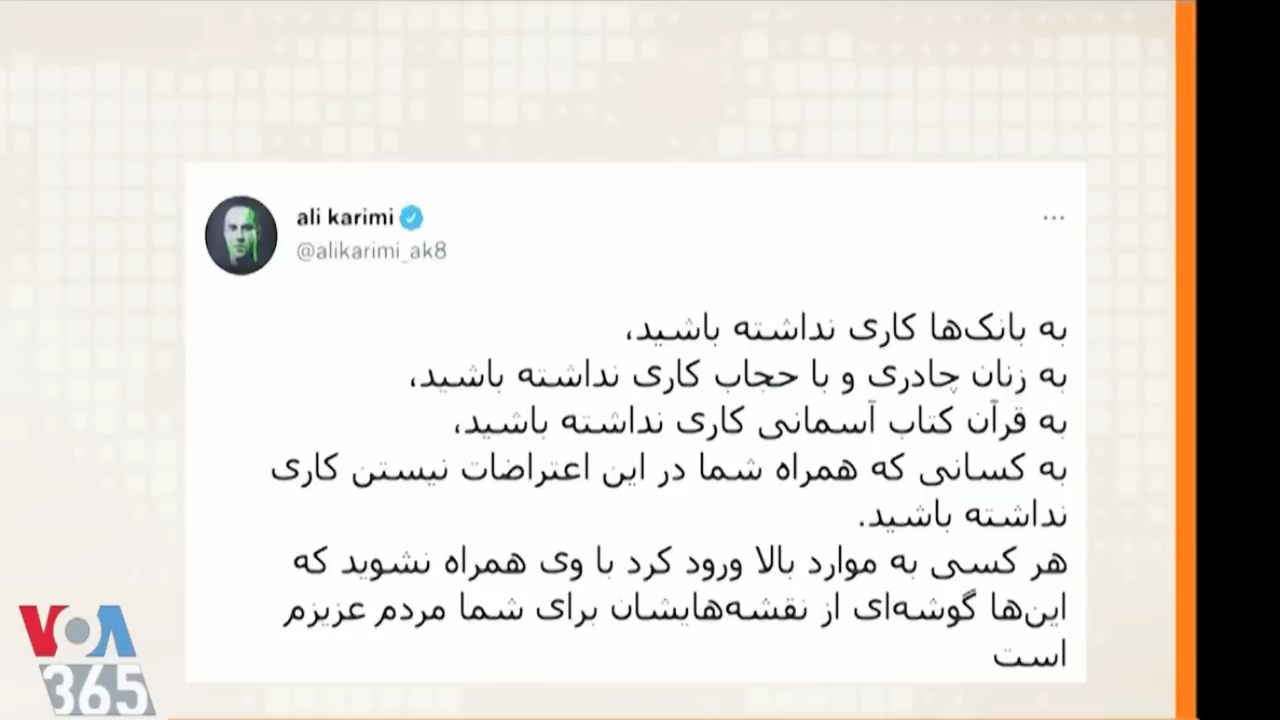 ali karimi
@alikarimi_ak8
به بانک‌ها کاری نداشته باشید،
به زنان چادری و با حجاب کاری نداشته باشید،
به قرآن کتاب آسمانی کاری نداشته باشید،
به کسانی که همراه شما در این اعتراضات نیستن کاری
نداشته باشید.
هر کسی به موارد بالا ورود کرد با وی همراه نشوید که
این‌ها گوشه‌ای از نقشه‌هایشان برای شما مردم عزیزم
است
VOA
365